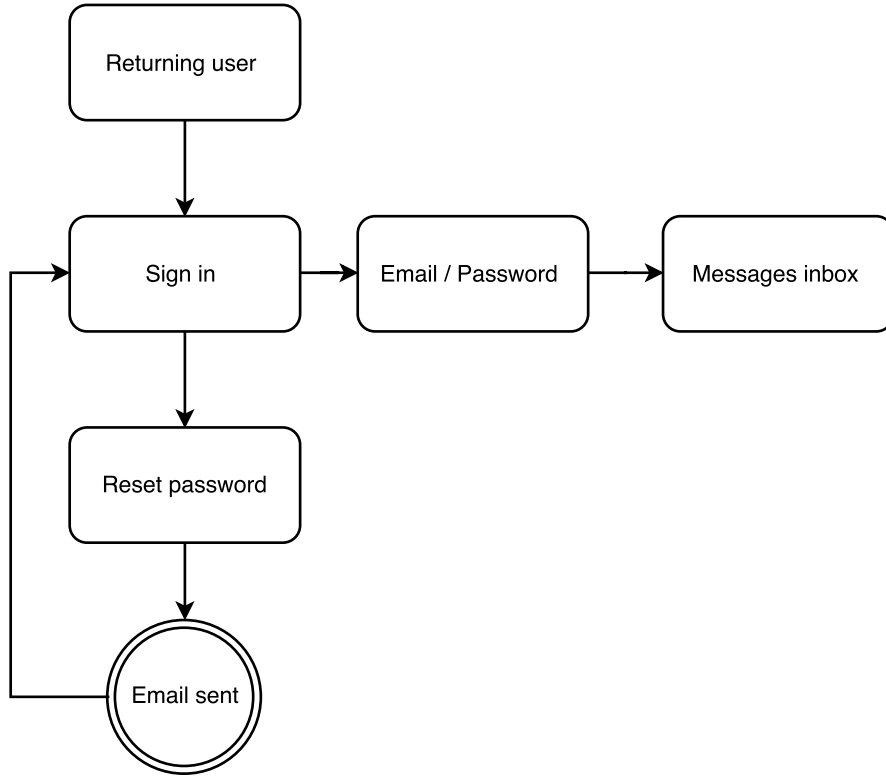 Returning user
Sign in
Email / Password
Messages inbox
Reset password
Email sent